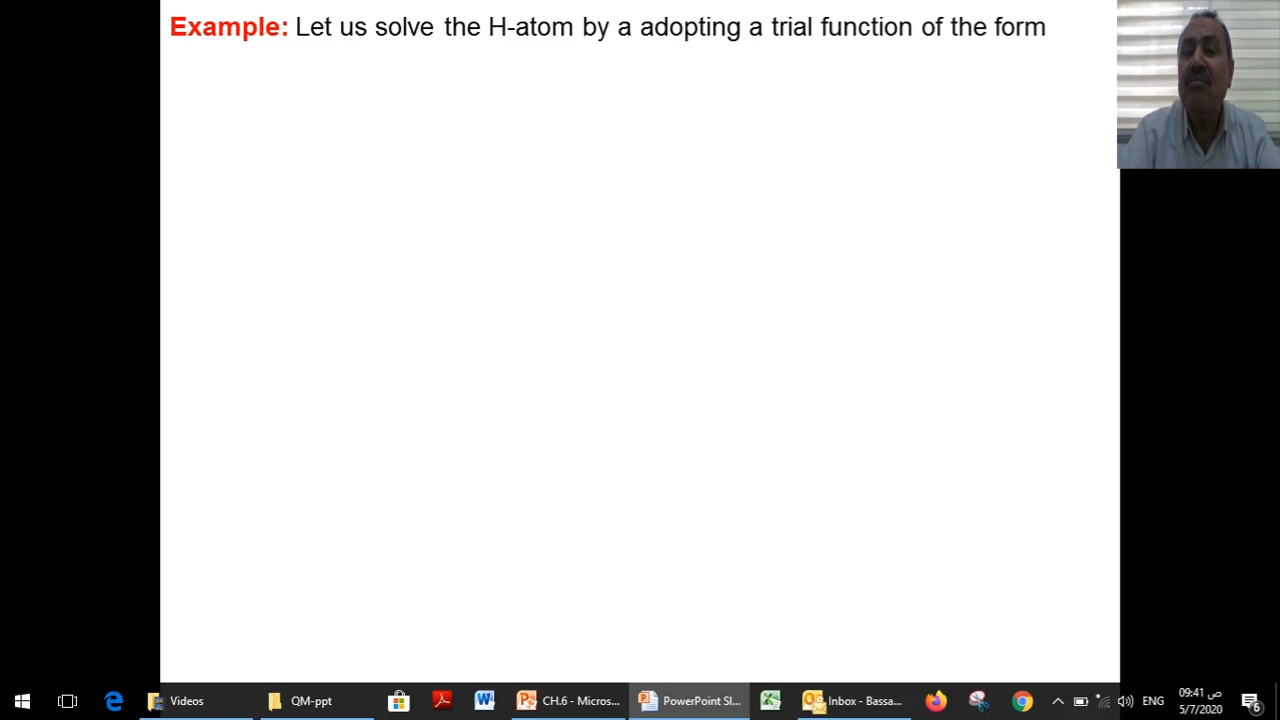 Example: Let us solve the H-atom by a adopting a trial function of the form
Videos
QM-ppt
CH.6 - Micros...
PowerPoint Sl...
Inbox - Bassa...
ENG
09:41 ص
5/7/2020
6